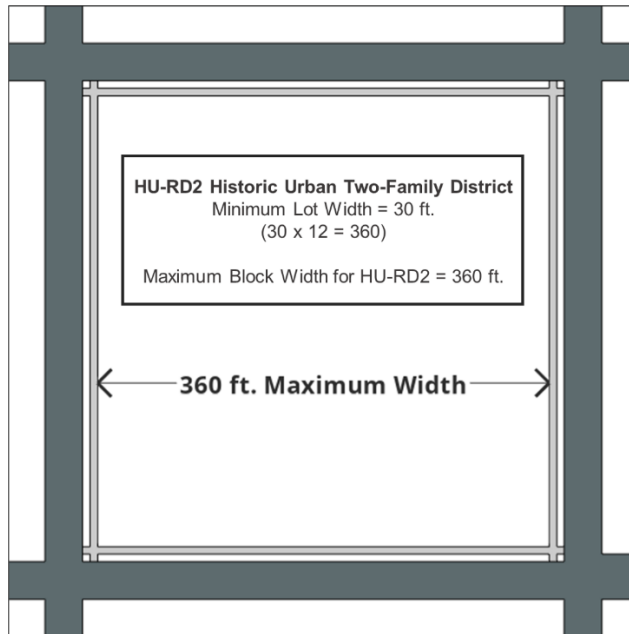 HU-RD2 Historic Urban Two-Family District
Minimum Lot Width = 30 ft.
(30 x 12 = 360)
Maximum Block Width for HU-RD2 = 360 ft.
360 ft. Maximum Width